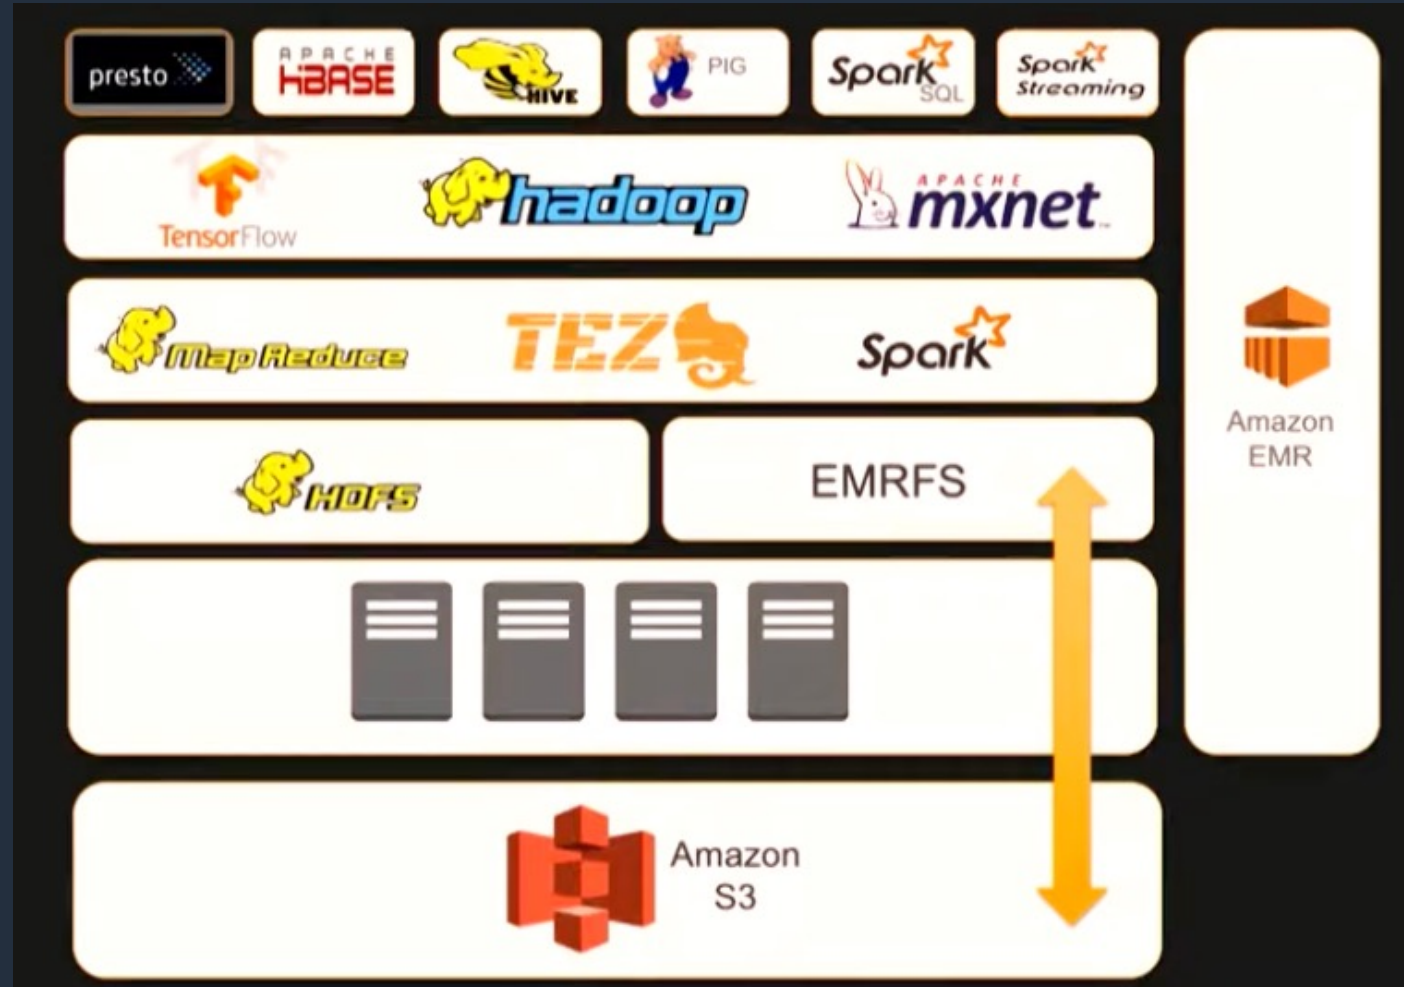 presto
APACHE
HBASE
HIVE
PIG
Spark
SQL
Spark
Streaming
TensorFlow
hadoop
APACHE
mxnet
Map Reduce
TEZ
Spark
HDFS
EMRFS
Amazon
EMR
Amazon
S3